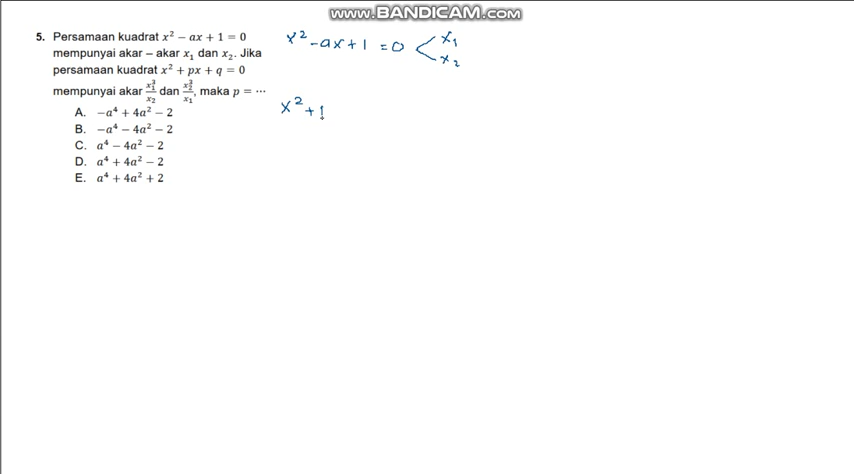 www.BANDICAM.com
5. Persamaan kuadrat x² − ax + 1 = 0
mempunyai akar – akar x₁ dan x₂. Jika
persamaan kuadrat x² + px + q = 0
mempunyai akar x₁³/x₂ dan x₂³/x₁, maka p = ⋯
A. −a⁴ + 4a² − 2
B. −a⁴ − 4a² − 2
C. a⁴ − 4a² − 2
D. a⁴ + 4a² − 2
E. a⁴ + 4a² + 2
x² - ax + 1 = 0 < x₁
x₂
x² + 1